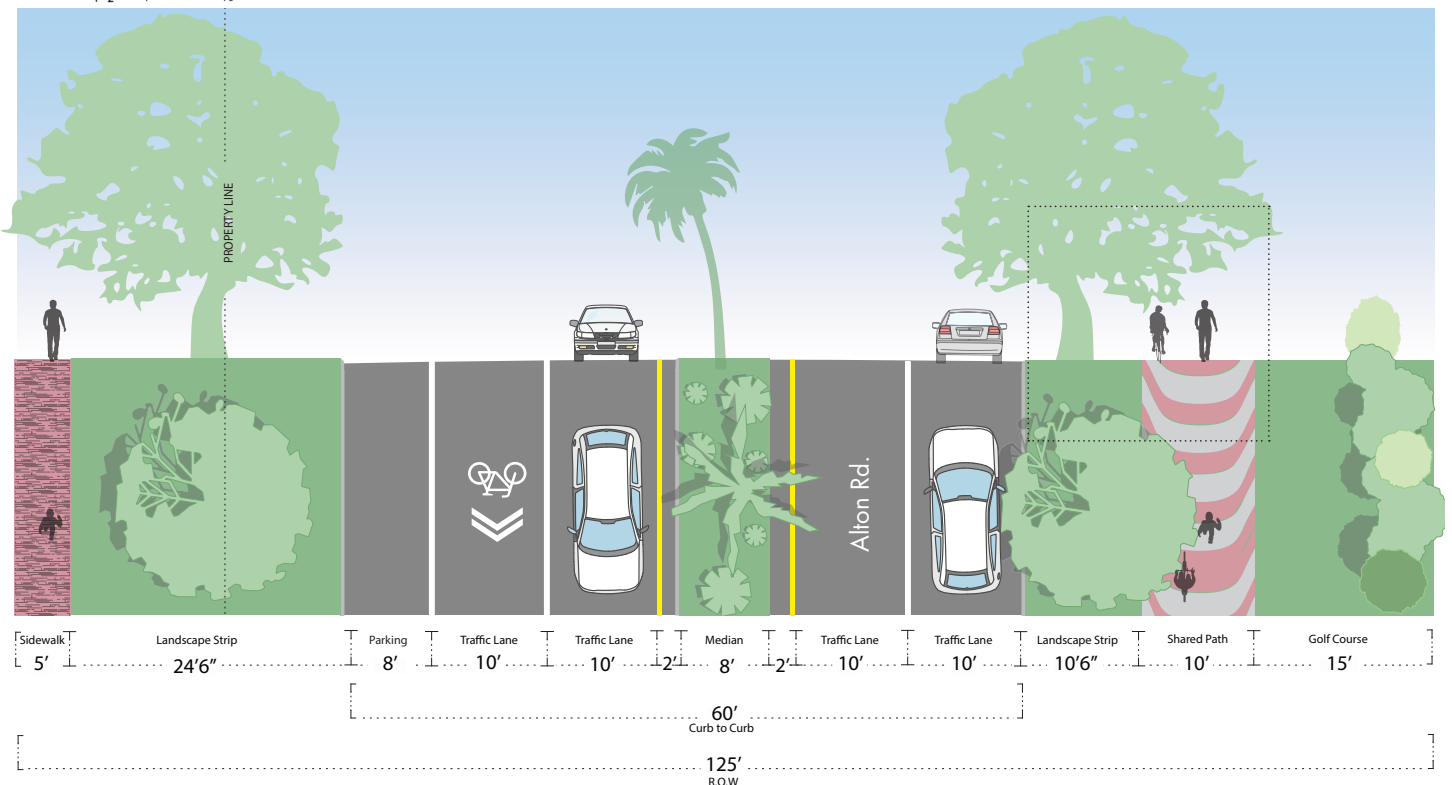 PROPERTY LINE
Alton Rd.
Sidewalk Landscape Strip Parking Traffic Lane Traffic Lane Median Traffic Lane Traffic Lane Landscape Strip Shared Path Golf Course
5’ 24’6” 8’ 10’ 10’ 2’ 8’ 2’ 10’ 10’ 10’6” 10’ 15’
60’
Curb to Curb
125’
R.O.W